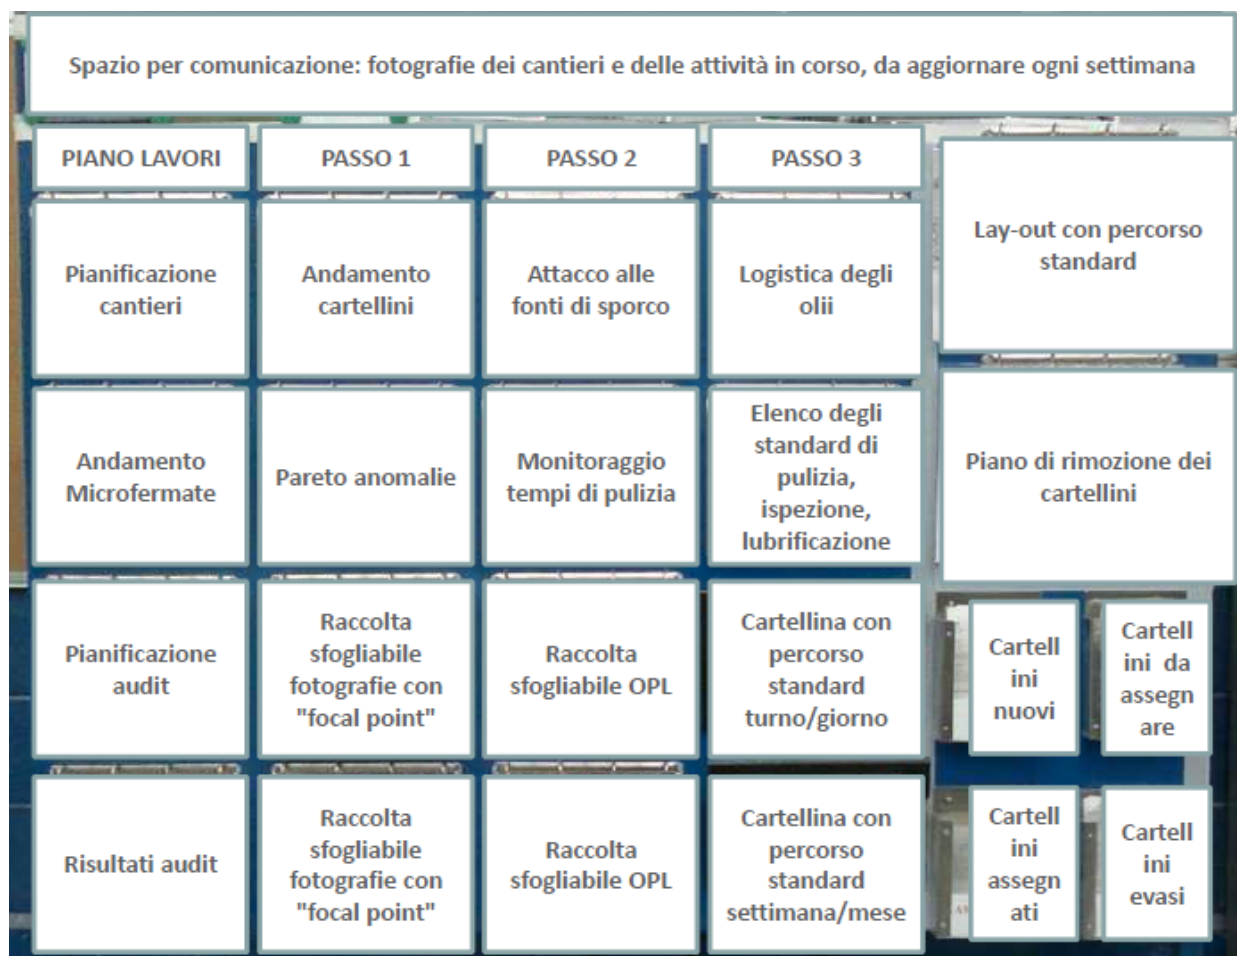 Spazio per comunicazione: fotografie dei cantieri e delle attività in corso, da aggiornare ogni settimana
PIANO LAVORI
PASSO 1
PASSO 2
PASSO 3
Lay-out con percorso
standard
Pianificazione
cantieri
Andamento
cartellini
Attacco alle
fonti di sporco
Logistica degli
olii
Andamento
Microfermate
Pareto anomalie
Monitoraggio
tempi di pulizia
Elenco degli
standard di
pulizia,
ispezione,
lubrificazione
Piano di rimozione dei
cartellini
Pianificazione
audit
Raccolta
sfogliabile
fotografie con
"focal point"
Raccolta
sfogliabile OPL
Cartellina con
percorso
standard
turno/giorno
Cartell
ini
nuovi
Cartell
ini da
assegn
are
Risultati audit
Raccolta
sfogliabile
fotografie con
"focal point"
Raccolta
sfogliabile OPL
Cartellina con
percorso
standard
settimana/mese
Cartell
ini
assegn
ati
Cartell
ini
evasi